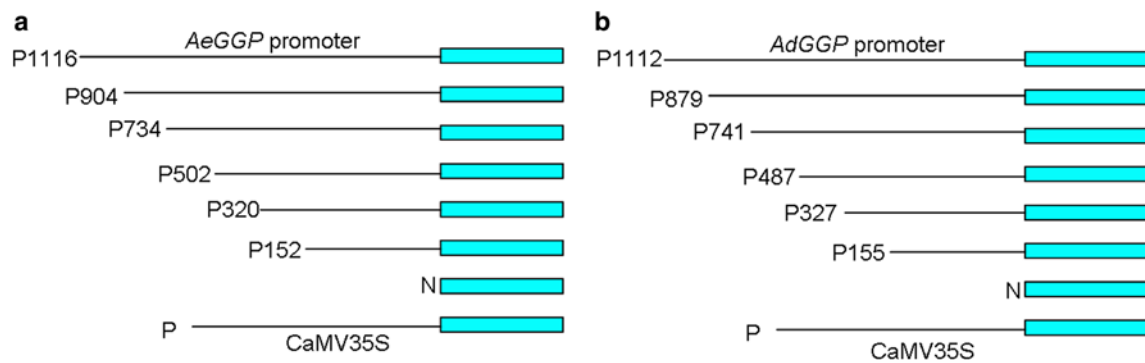 a
AeGGP promoter
P1116
P904
P734
P502
P320
P152
N
P
CaMV35S
b
AdGGP promoter
P1112
P879
P741
P487
P327
P155
N
P
CaMV35S